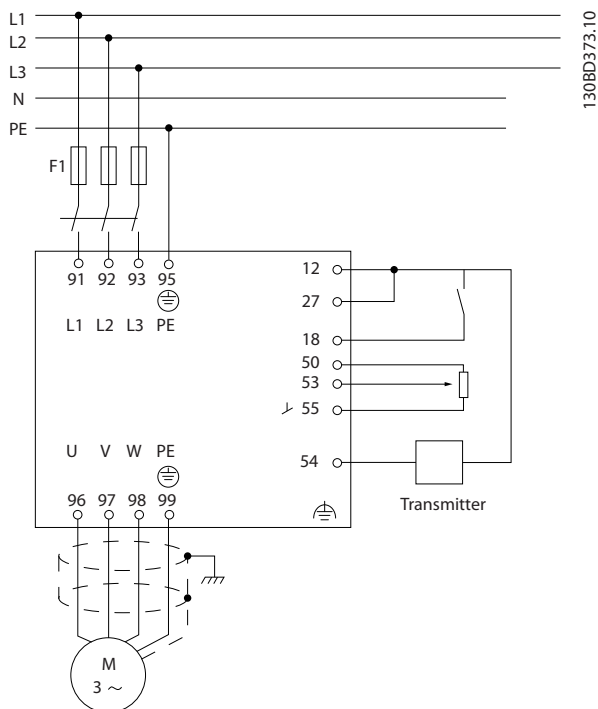 L1
L2
L3
N
PE
130BD373.10
F1
91 92 93 95
L1 L2 L3 PE
12
27
18
50
53
55
54
Transmitter
U V W PE
96 97 98 99
M
3 ~